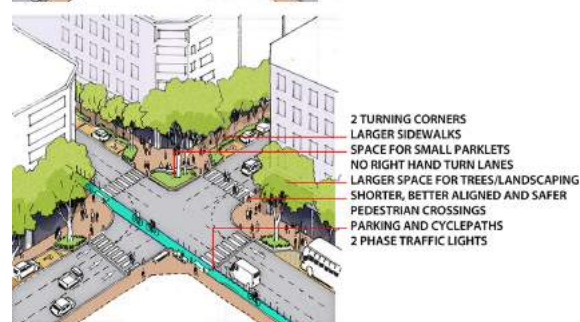 2 TURNING CORNERS
LARGER SIDEWALKS
SPACE FOR SMALL PARKLETS
NO RIGHT HAND TURN LANES
LARGER SPACE FOR TREES/LANDSCAPING
SHORTER, BETTER ALIGNED AND SAFER
PEDESTRIAN CROSSINGS
PARKING AND CYCLEPATHS
2 PHASE TRAFFIC LIGHTS